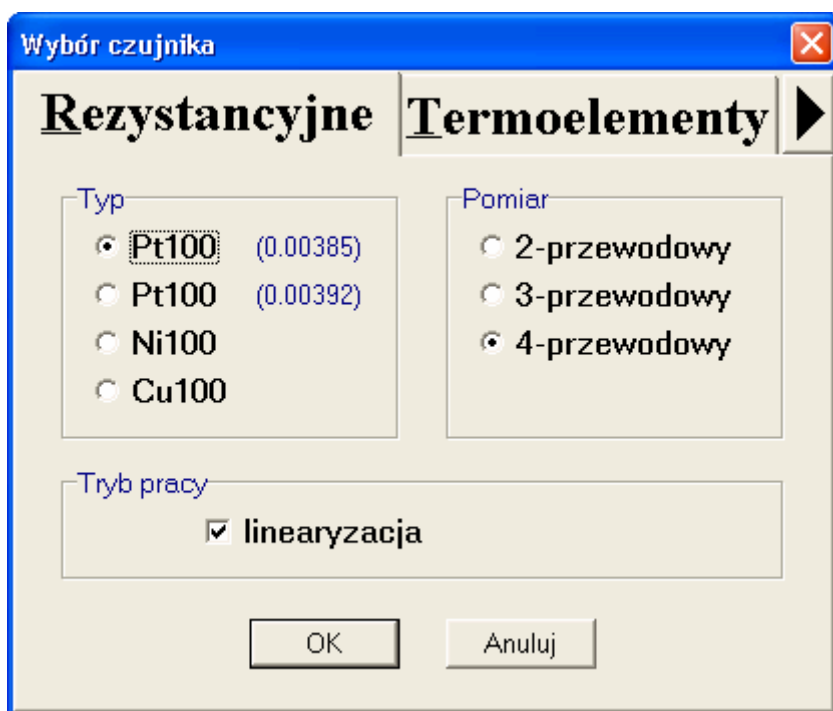 Wybór czujnika
Rezystancyjne Termoelementy
Typ
Pt100 (0.00385)
Pt100 (0.00392)
Ni100
Cu100
Pomiar
2-przewodowy
3-przewodowy
4-przewodowy
Tryb pracy
linearyzacja
OK Anuluj